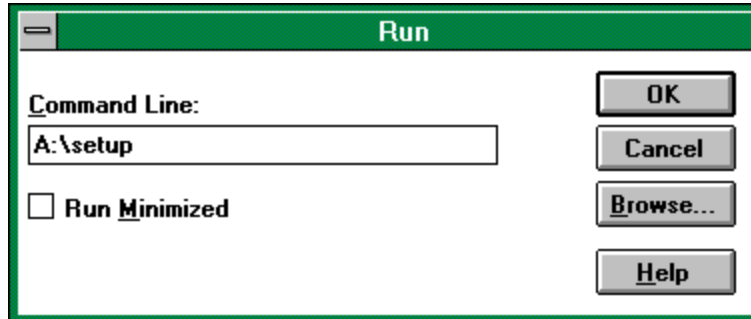 Run
Command Line:
A:\setup
Run Minimized
OK
Cancel
Browse...
Help